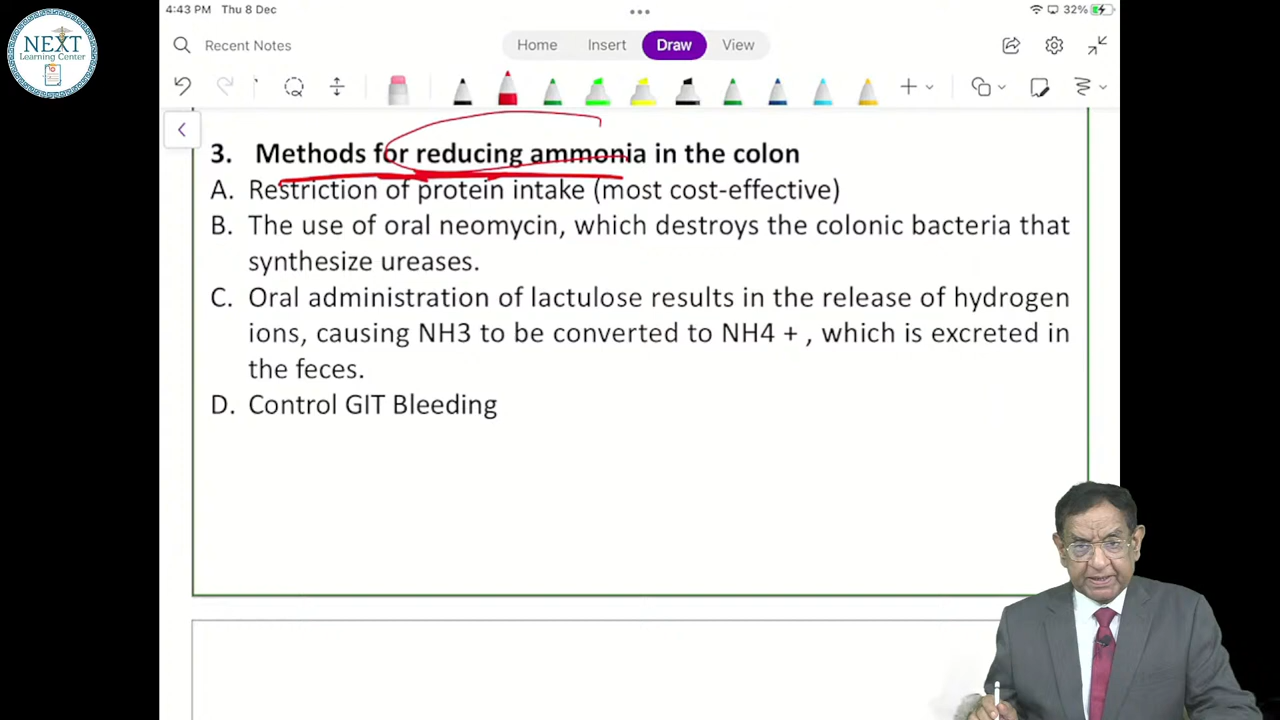 4:43 PM Thu 8 Dec
32%
NEXT
Learning Center
Recent Notes
Home Insert Draw View
3. Methods for reducing ammonia in the colon
A. Restriction of protein intake (most cost-effective)
B. The use of oral neomycin, which destroys the colonic bacteria that
synthesize ureases.
C. Oral administration of lactulose results in the release of hydrogen
ions, causing NH3 to be converted to NH4 + , which is excreted in
the feces.
D. Control GIT Bleeding